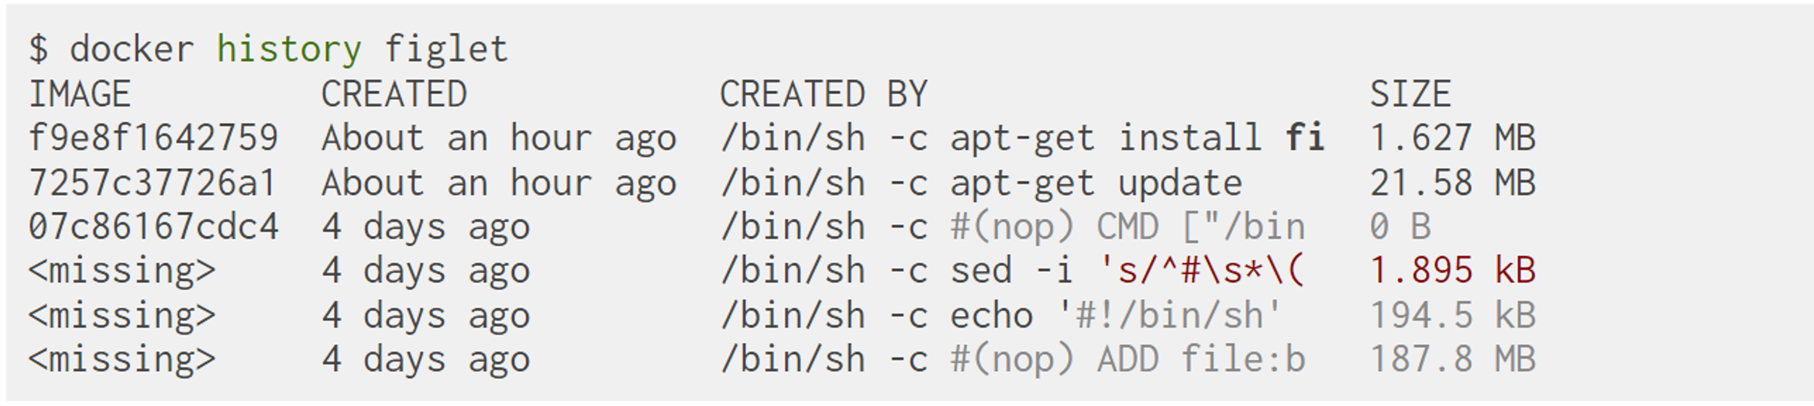 $ docker history figlet
IMAGE         CREATED            CREATED BY                     SIZE
f9e8f1642759  About an hour ago  /bin/sh -c apt-get install fi  1.627 MB
7257c37726a1  About an hour ago  /bin/sh -c apt-get update      21.58 MB
07c86167cdc4  4 days ago         /bin/sh -c #(nop) CMD ["/bin   0 B
<missing>     4 days ago         /bin/sh -c sed -i 's/^#\s*\(   1.895 kB
<missing>     4 days ago         /bin/sh -c echo '#!/bin/sh'    194.5 kB
<missing>     4 days ago         /bin/sh -c #(nop) ADD file:b   187.8 MB